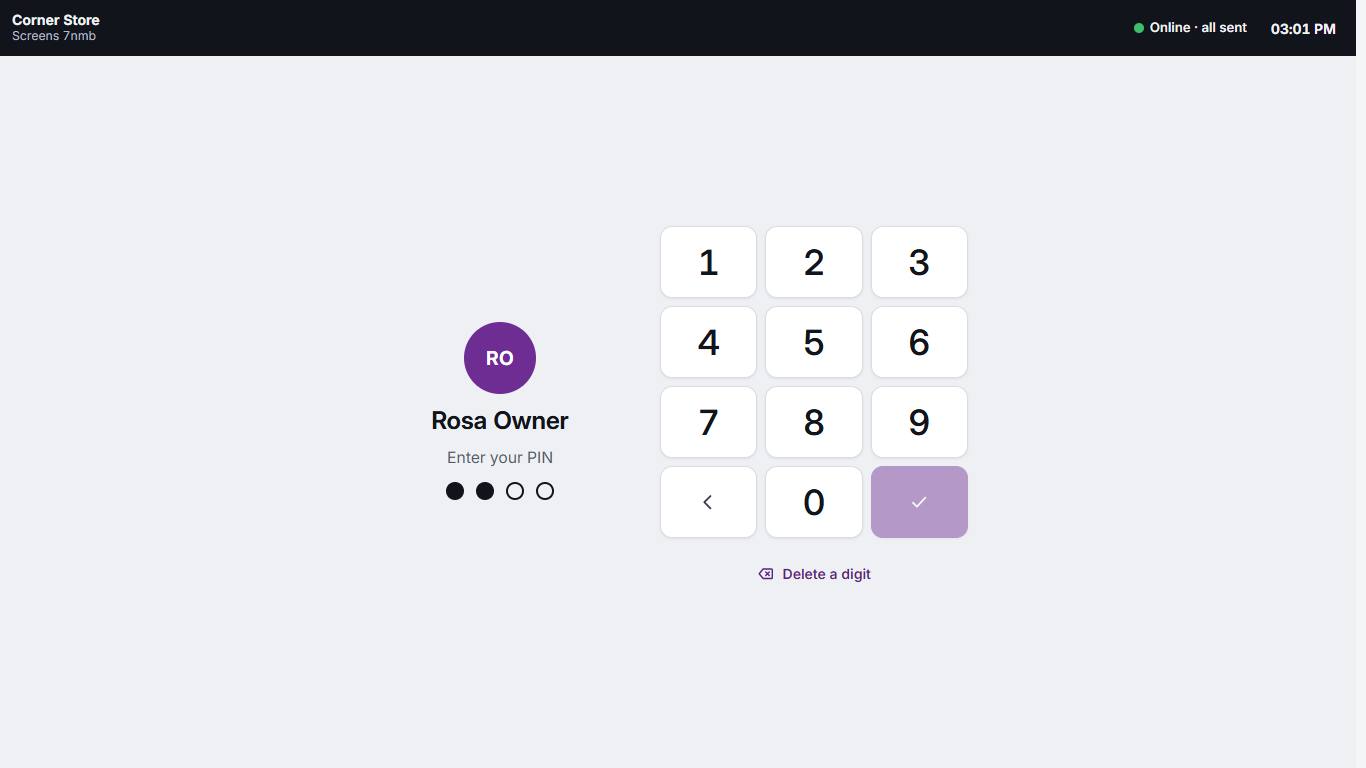 Corner Store
Screens 7nmb
Online · all sent
03:01 PM
RO
Rosa Owner
Enter your PIN
1 2 3
4 5 6
7 8 9
0
Delete a digit